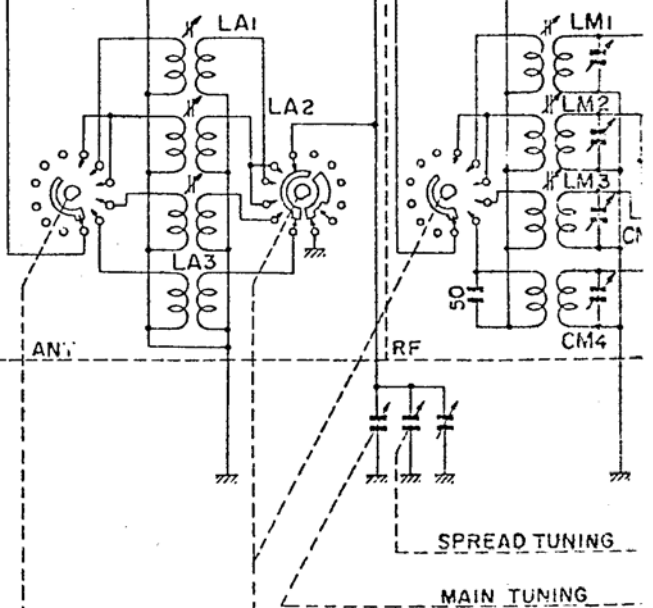 LA1
LM1
LA2
LM2
LM3
LA3
50
CM4
ANT
RF
SPREAD TUNING
MAIN TUNING